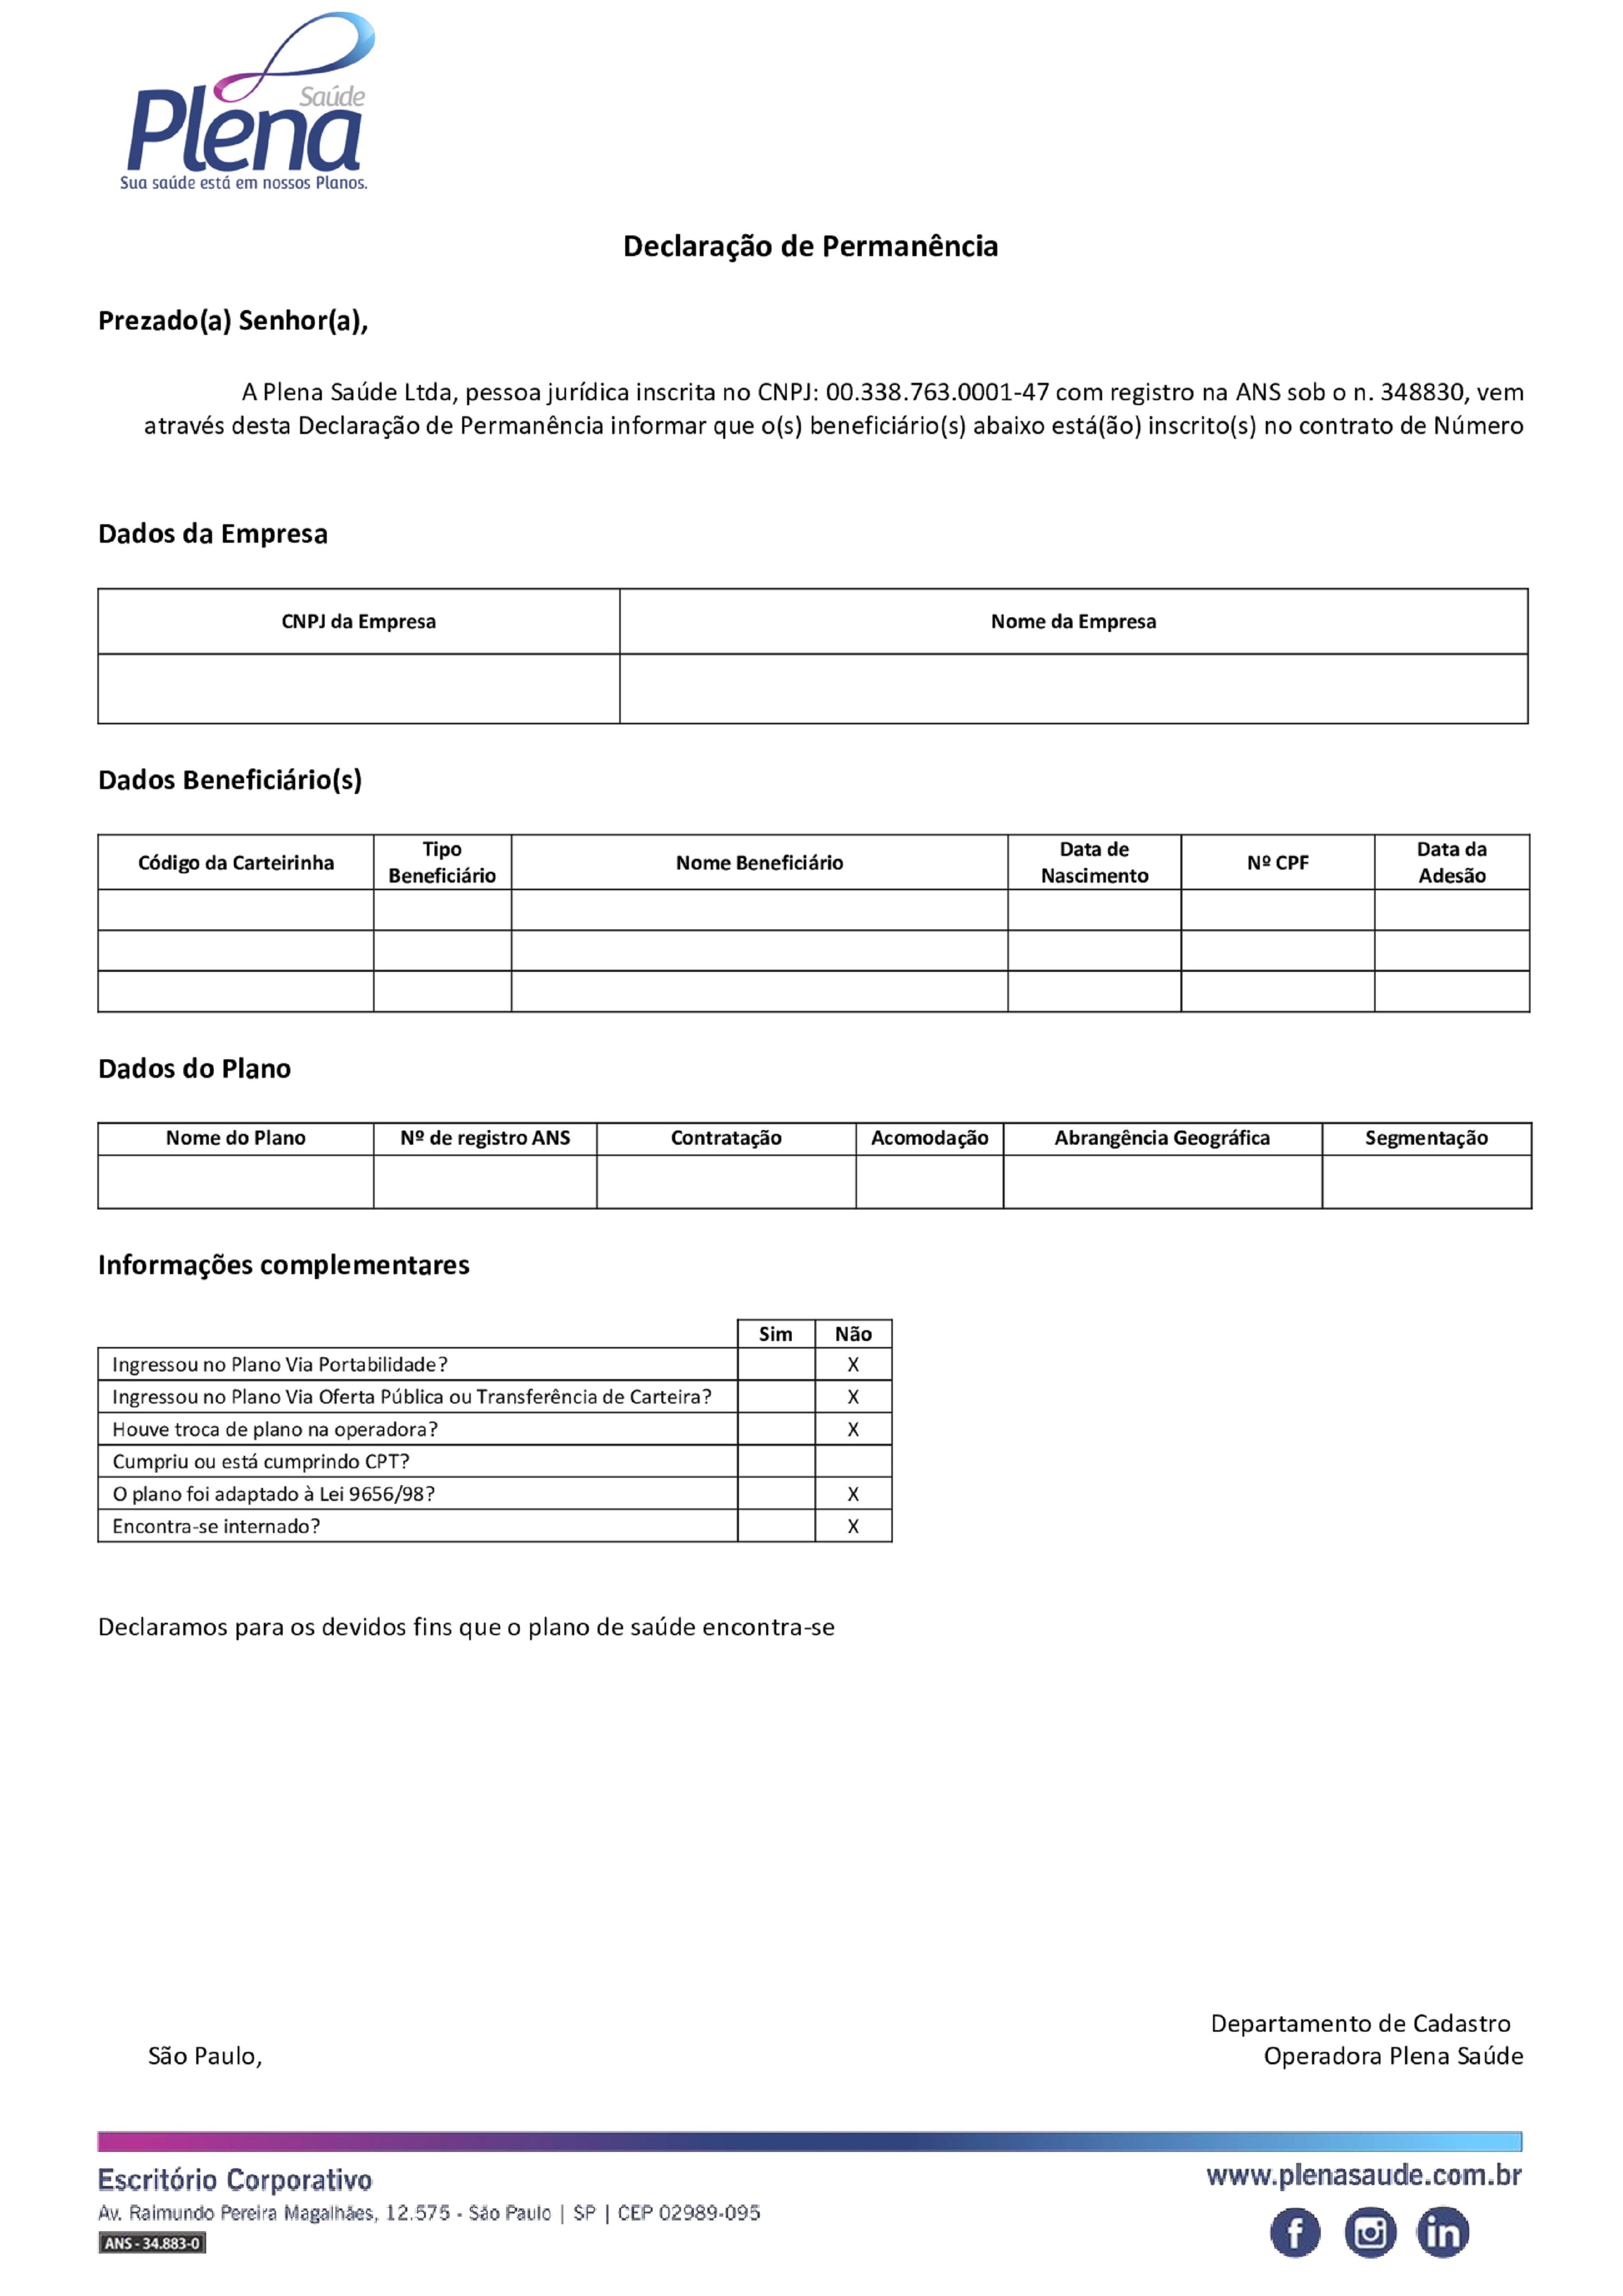 Saúde
Plena
Sua saúde está em nossos Planos.
Declaração de Permanência
Prezado(a) Senhor(a),
A Plena Saúde Ltda, pessoa jurídica inscrita no CNPJ: 00.338.763.0001-47 com registro na ANS sob o n. 348830, vem
através desta Declaração de Permanência informar que o(s) beneficiário(s) abaixo está(ão) inscrito(s) no contrato de Número
Dados da Empresa
CNPJ da Empresa Nome da Empresa
Dados Beneficiário(s)
Código da Carteirinha Tipo Beneficiário Nome Beneficiário Data de Nascimento Nº CPF Data da Adesão
Dados do Plano
Nome do Plano Nº de registro ANS Contratação Acomodação Abrangência Geográfica Segmentação
Informações complementares
Sim Não
Ingressou no Plano Via Portabilidade? X
Ingressou no Plano Via Oferta Pública ou Transferência de Carteira? X
Houve troca de plano na operadora? X
Cumpriu ou está cumprindo CPT?
O plano foi adaptado à Lei 9656/98? X
Encontra-se internado? X
Declaramos para os devidos fins que o plano de saúde encontra-se
Departamento de Cadastro
São Paulo, Operadora Plena Saúde
Escritório Corporativo www.plenasaude.com.br
Av. Raimundo Pereira Magalhães, 12.575 - São Paulo | SP | CEP 02989-095
ANS - 34.883-0